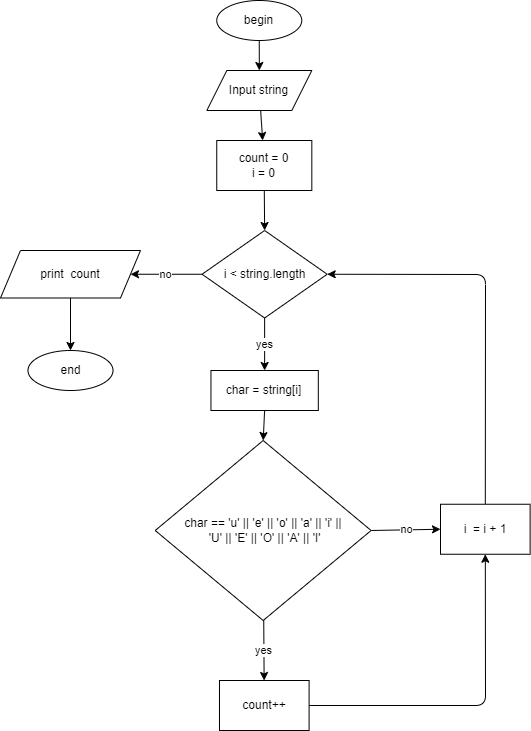 begin
Input string
count = 0
i = 0
i < string.length
no
print  count
end
yes
char = string[i]
char == 'u' || 'e' || 'o' || 'a' || 'i' ||
'U' || 'E' || 'O' || 'A' || 'I'
no
i  = i + 1
yes
count++